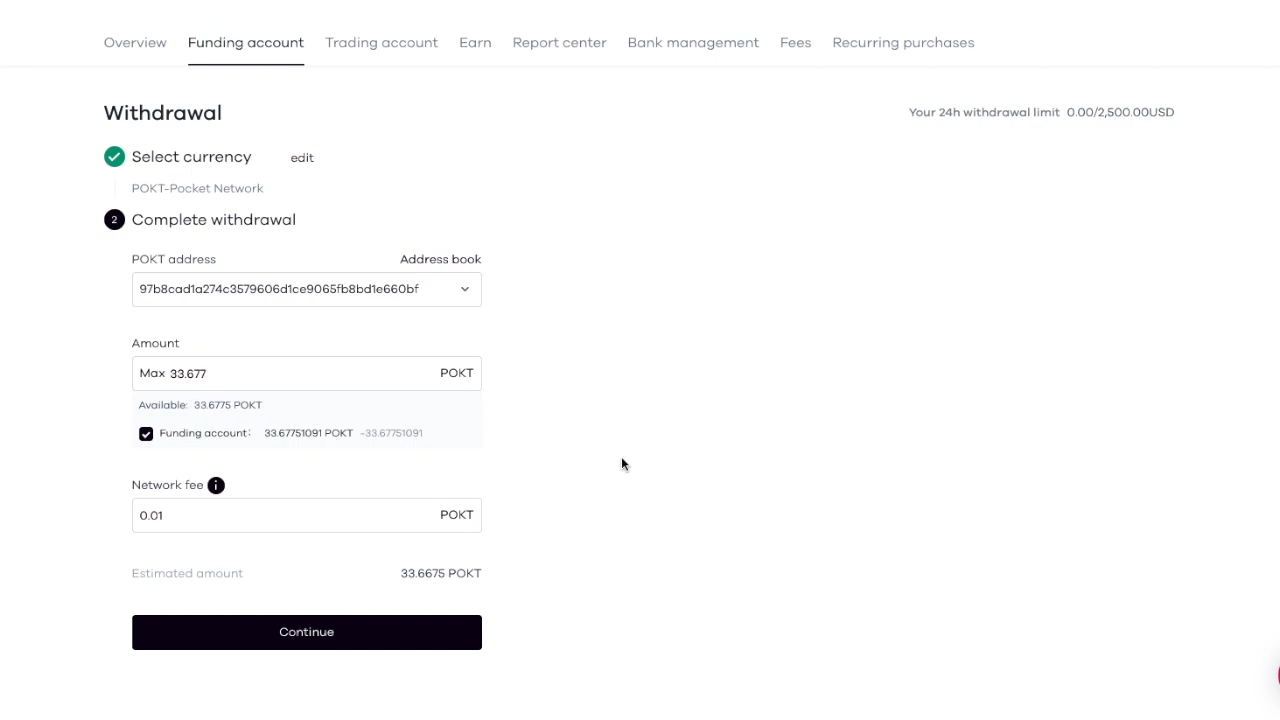 Overview Funding account Trading account Earn Report center Bank management Fees Recurring purchases
Withdrawal Your 24h withdrawal limit 0.00/2,500.00USD
Select currency edit
POKT-Pocket Network
2 Complete withdrawal
POKT address Address book
97b8cad1a274c3579606d1ce9065fb8bd1e660bf
Amount
Max 33.677 POKT
Available: 33.6775 POKT
Funding account: 33.67751091 POKT -33.67751091
Network fee i
0.01 POKT
Estimated amount 33.6675 POKT
Continue